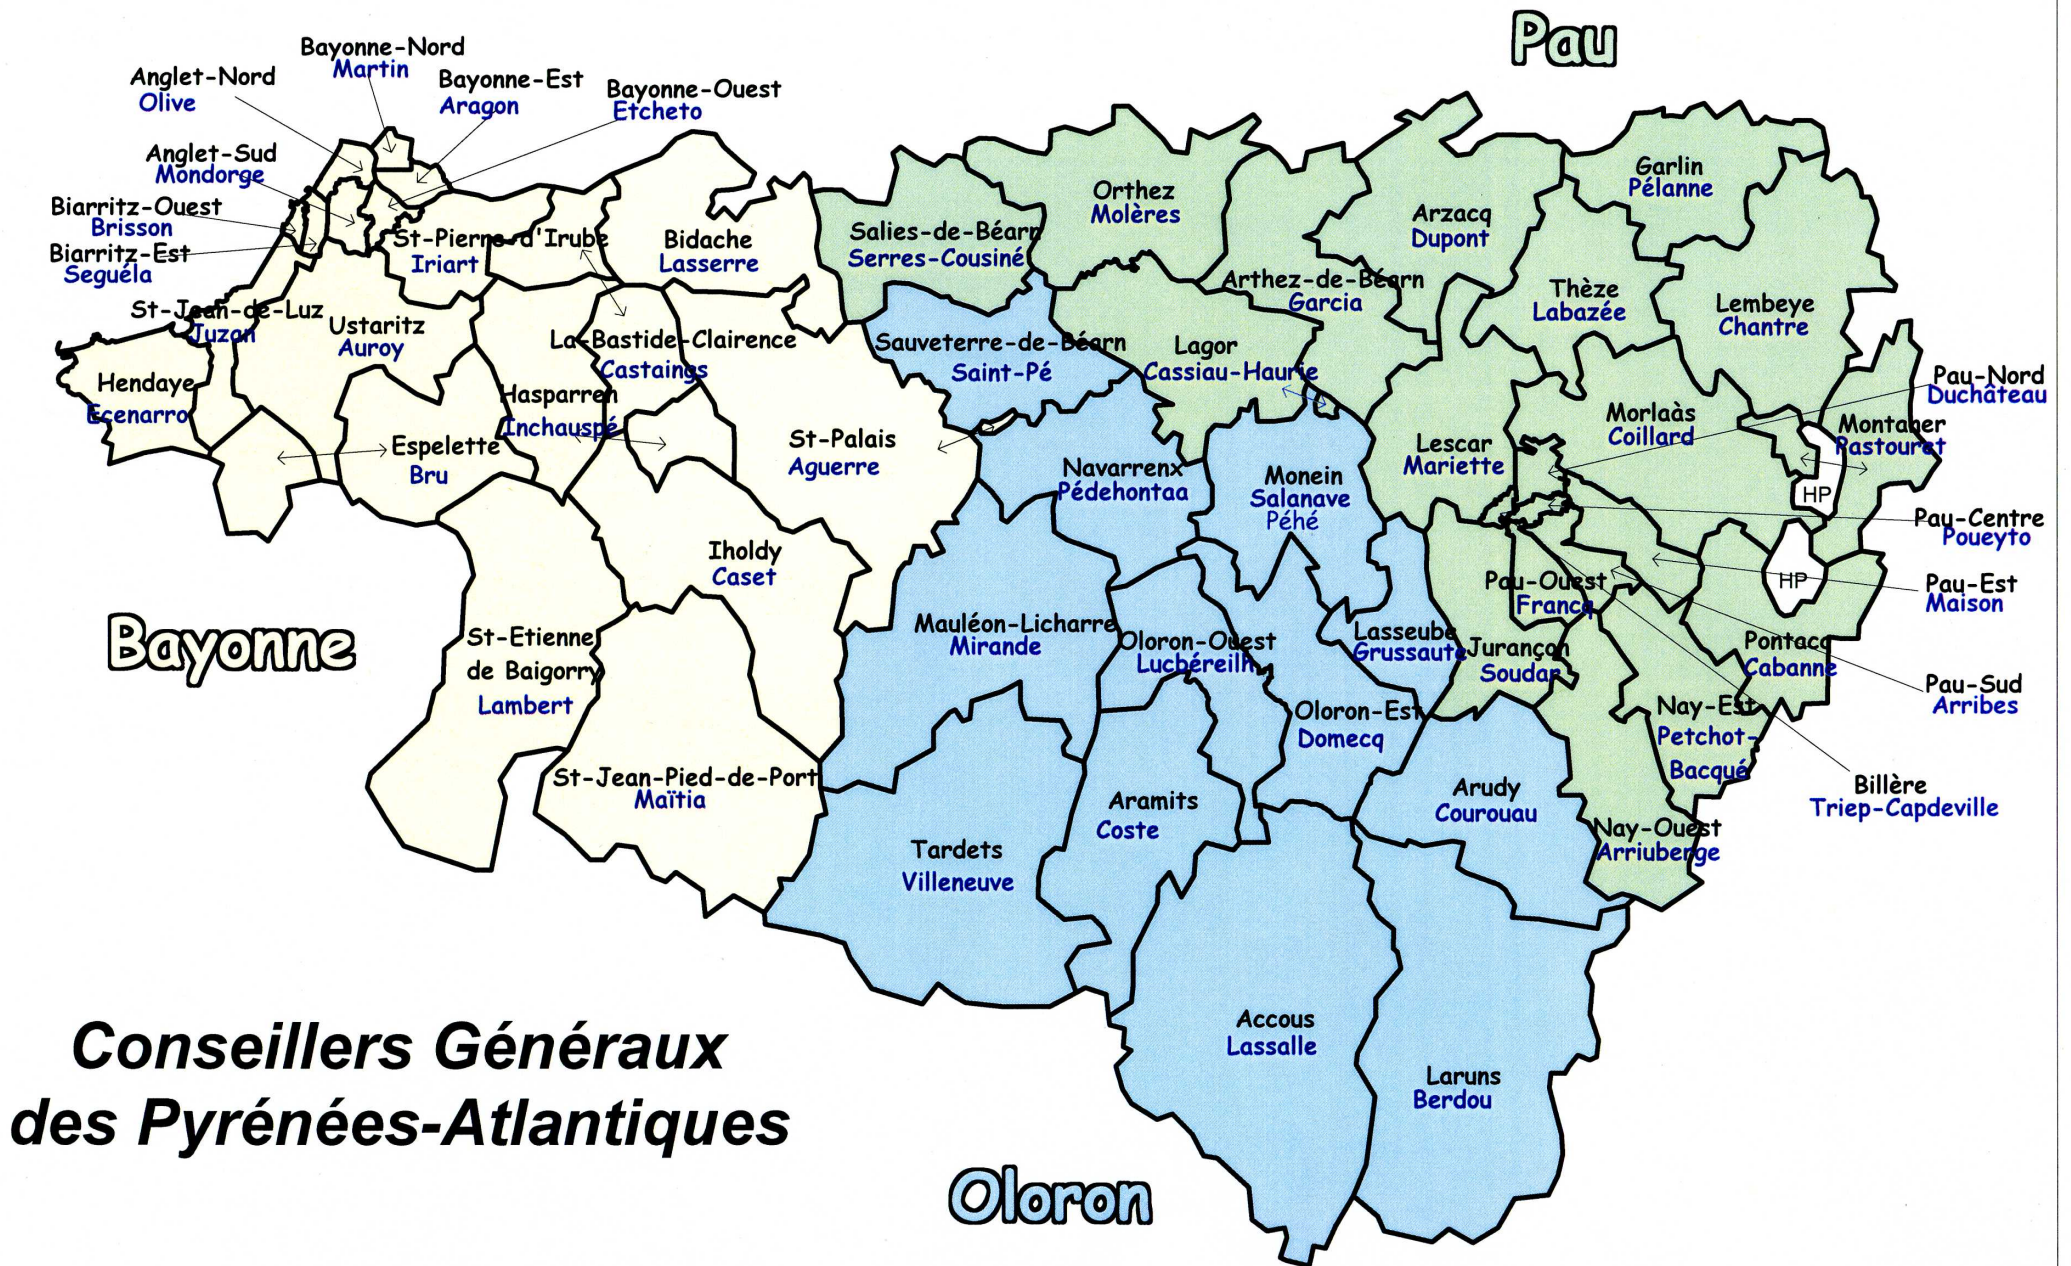 Pau
Bayonne-Nord
Martin
Anglet-Nord
Olive
Bayonne-Est
Aragon
Bayonne-Ouest
Etcheto
Anglet-Sud
Mondorge
Biarritz-Ouest
Brisson
Biarritz-Est
Seguéla
St-Pierre-d'Irube
Iriart
Bidache
Lasserre
Salies-de-Béarn
Serres-Cousiné
Orthez
Molères
Arzacq
Dupont
Garlin
Pélanne
St-Jean-de-Luz
Juzan
Ustaritz
Auroy
La-Bastide-Clairence
Castaings
Sauveterre-de-Béarn
Saint-Pé
Lagor
Cassiau-Haurie
Arthez-de-Béarn
Garcia
Thèze
Labazée
Lembeye
Chantre
Hendaye
Ecenarro
Hasparren
Inchauspé
Espelette
Bru
St-Palais
Aguerre
Navarrenx
Pédehontaa
Monein
Salanave
Péhé
Lescar
Mariette
Morlaàs
Coillard
Montaner
Pastouret
Pau-Nord
Duchâteau
HP
Pau-Centre
Poueyto
HP
Pau-Est
Maison
Iholdy
Caset
Pau-Ouest
Francq
Bayonne
St-Etienne
de Baigorry
Lambert
Mauléon-Licharre
Mirande
Oloron-Ouest
Lucbéreilh
Lasseube
Grussaute
Jurançon
Soudar
Pontacq
Cabanne
Pau-Sud
Arribes
Oloron-Est
Domecq
Nay-Est
Petchot-
Bacqué
St-Jean-Pied-de-Port
Maïtia
Aramits
Coste
Arudy
Courouau
Billère
Triep-Capdeville
Nay-Ouest
Arriuberge
Tardets
Villeneuve
Accous
Lassalle
Laruns
Berdou
Conseillers Généraux
des Pyrénées-Atlantiques
Oloron